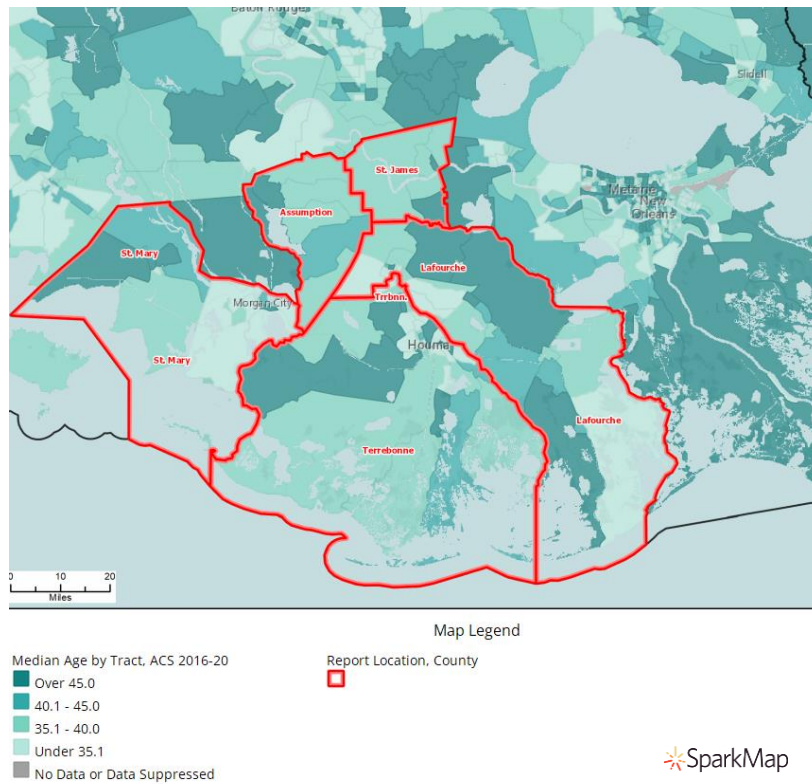 Baton Rouge
Slidell
St. James
Metairie
New
Orleans
Assumption
St. Mary
Lafourche
Morgan City
Trrbnn.
Houma
St. Mary
Lafourche
Terrebonne
0 10 20
Miles
Map Legend
Median Age by Tract, ACS 2016-20
Over 45.0
40.1 - 45.0
35.1 - 40.0
Under 35.1
No Data or Data Suppressed
Report Location, County
SparkMap